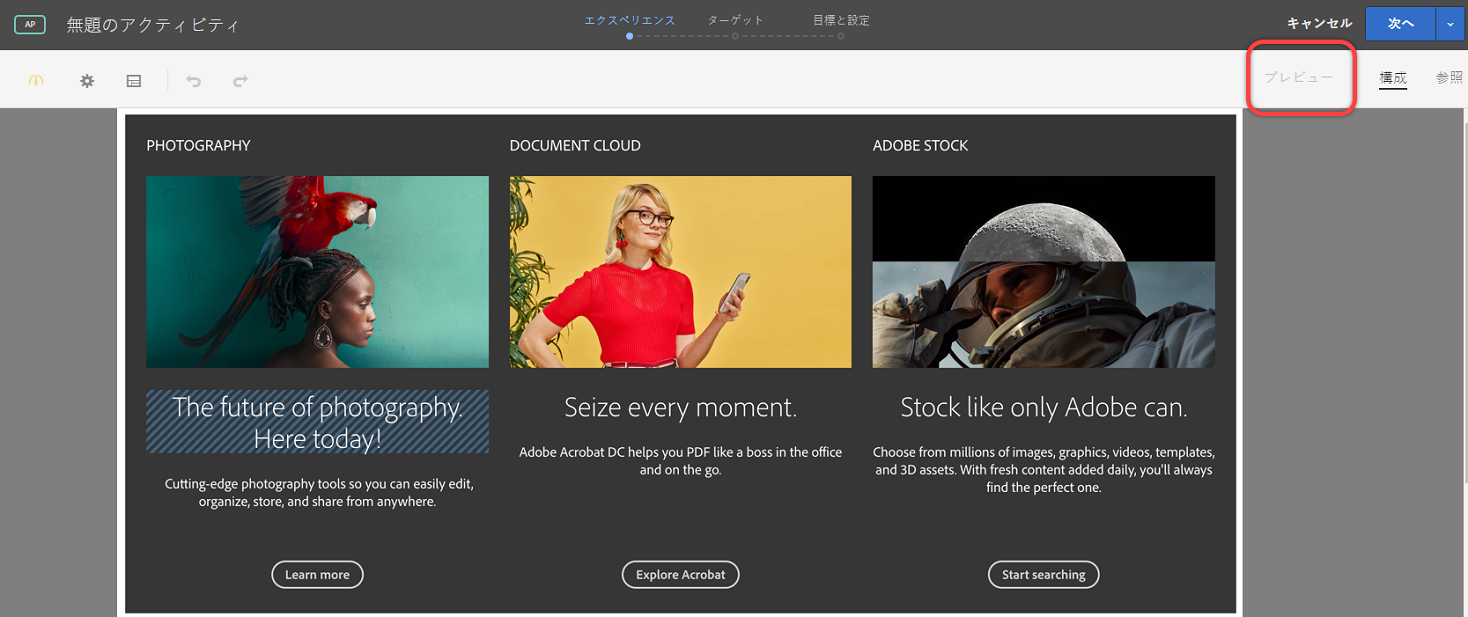 AP 無題のアクティビティ エクスペリエンス ターゲット 目標と設定 キャンセル 次へ
プレビュー 構成 参照
PHOTOGRAPHY
The future of photography.
Here today!
Cutting-edge photography tools so you can easily edit,
organize, store, and share from anywhere.
Learn more
DOCUMENT CLOUD
Seize every moment.
Adobe Acrobat DC helps you PDF like a boss in the office
and on the go.
Explore Acrobat
ADOBE STOCK
Stock like only Adobe can.
Choose from millions of images, graphics, videos, templates,
and 3D assets. With fresh content added daily, you'll always
find the perfect one.
Start searching